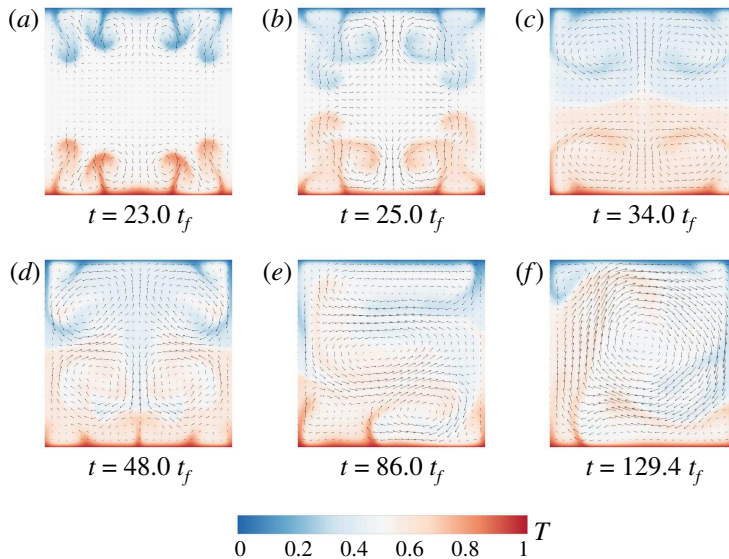 (a) (b) (c)
t = 23.0 t_f t = 25.0 t_f t = 34.0 t_f
(d) (e) (f)
t = 48.0 t_f t = 86.0 t_f t = 129.4 t_f
T
0 0.2 0.4 0.6 0.8 1